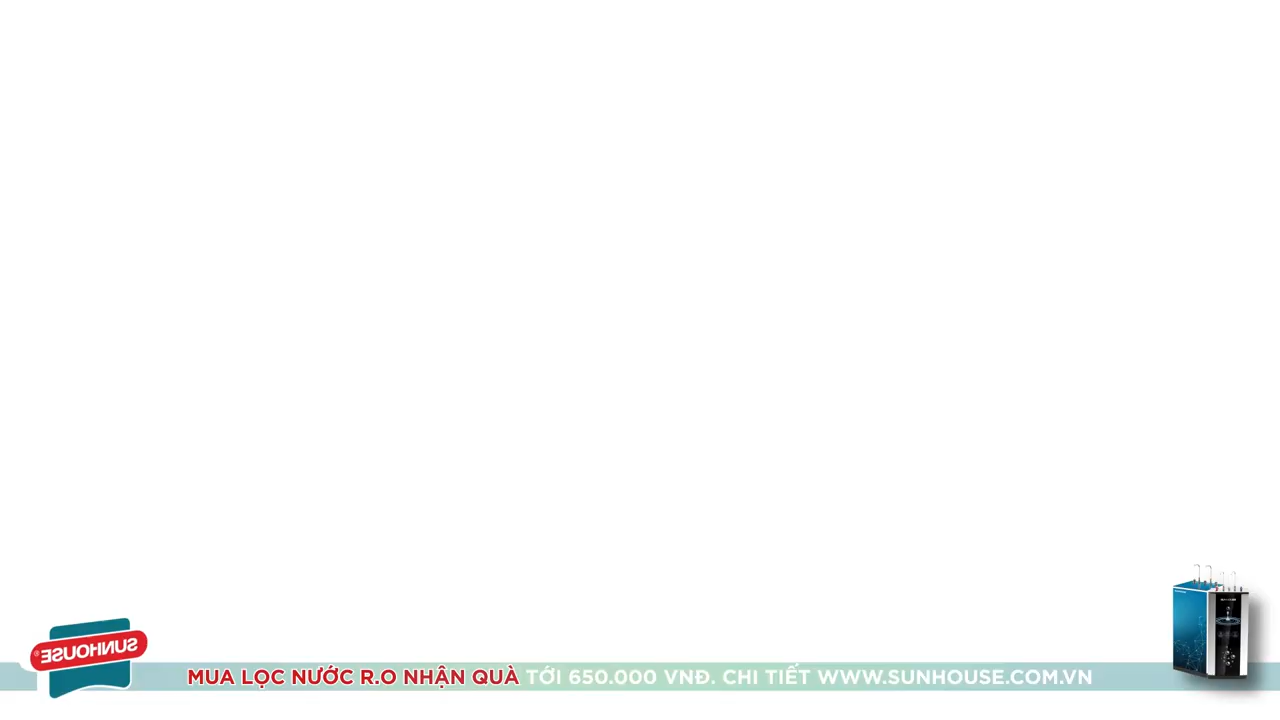 SUNHOUSE®
MUA LỌC NƯỚC R.O NHẬN QUÀ TỚI 650.000 VNĐ. CHI TIẾT WWW.SUNHOUSE.COM.VN